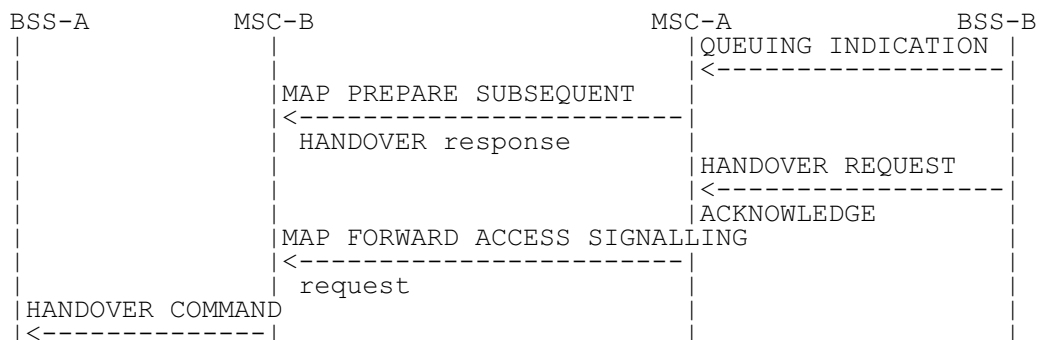 BSS-A MSC-B MSC-A BSS-B
QUEUING INDICATION
MAP PREPARE SUBSEQUENT
HANDOVER response
HANDOVER REQUEST
ACKNOWLEDGE
MAP FORWARD ACCESS SIGNALLING
request
HANDOVER COMMAND